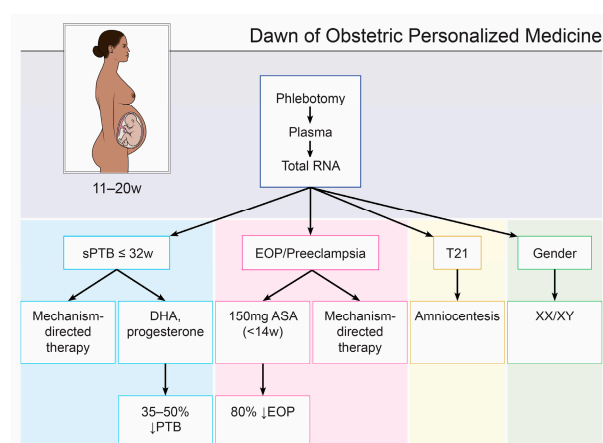 Dawn of Obstetric Personalized Medicine
11–20w
Phlebotomy
Plasma
Total RNA
sPTB ≤ 32w
EOP/Preeclampsia
T21
Gender
Mechanism-
directed
therapy
DHA,
progesterone
150mg ASA
(<14w)
Mechanism-
directed
therapy
Amniocentesis
XX/XY
35–50%
↓PTB
80% ↓EOP